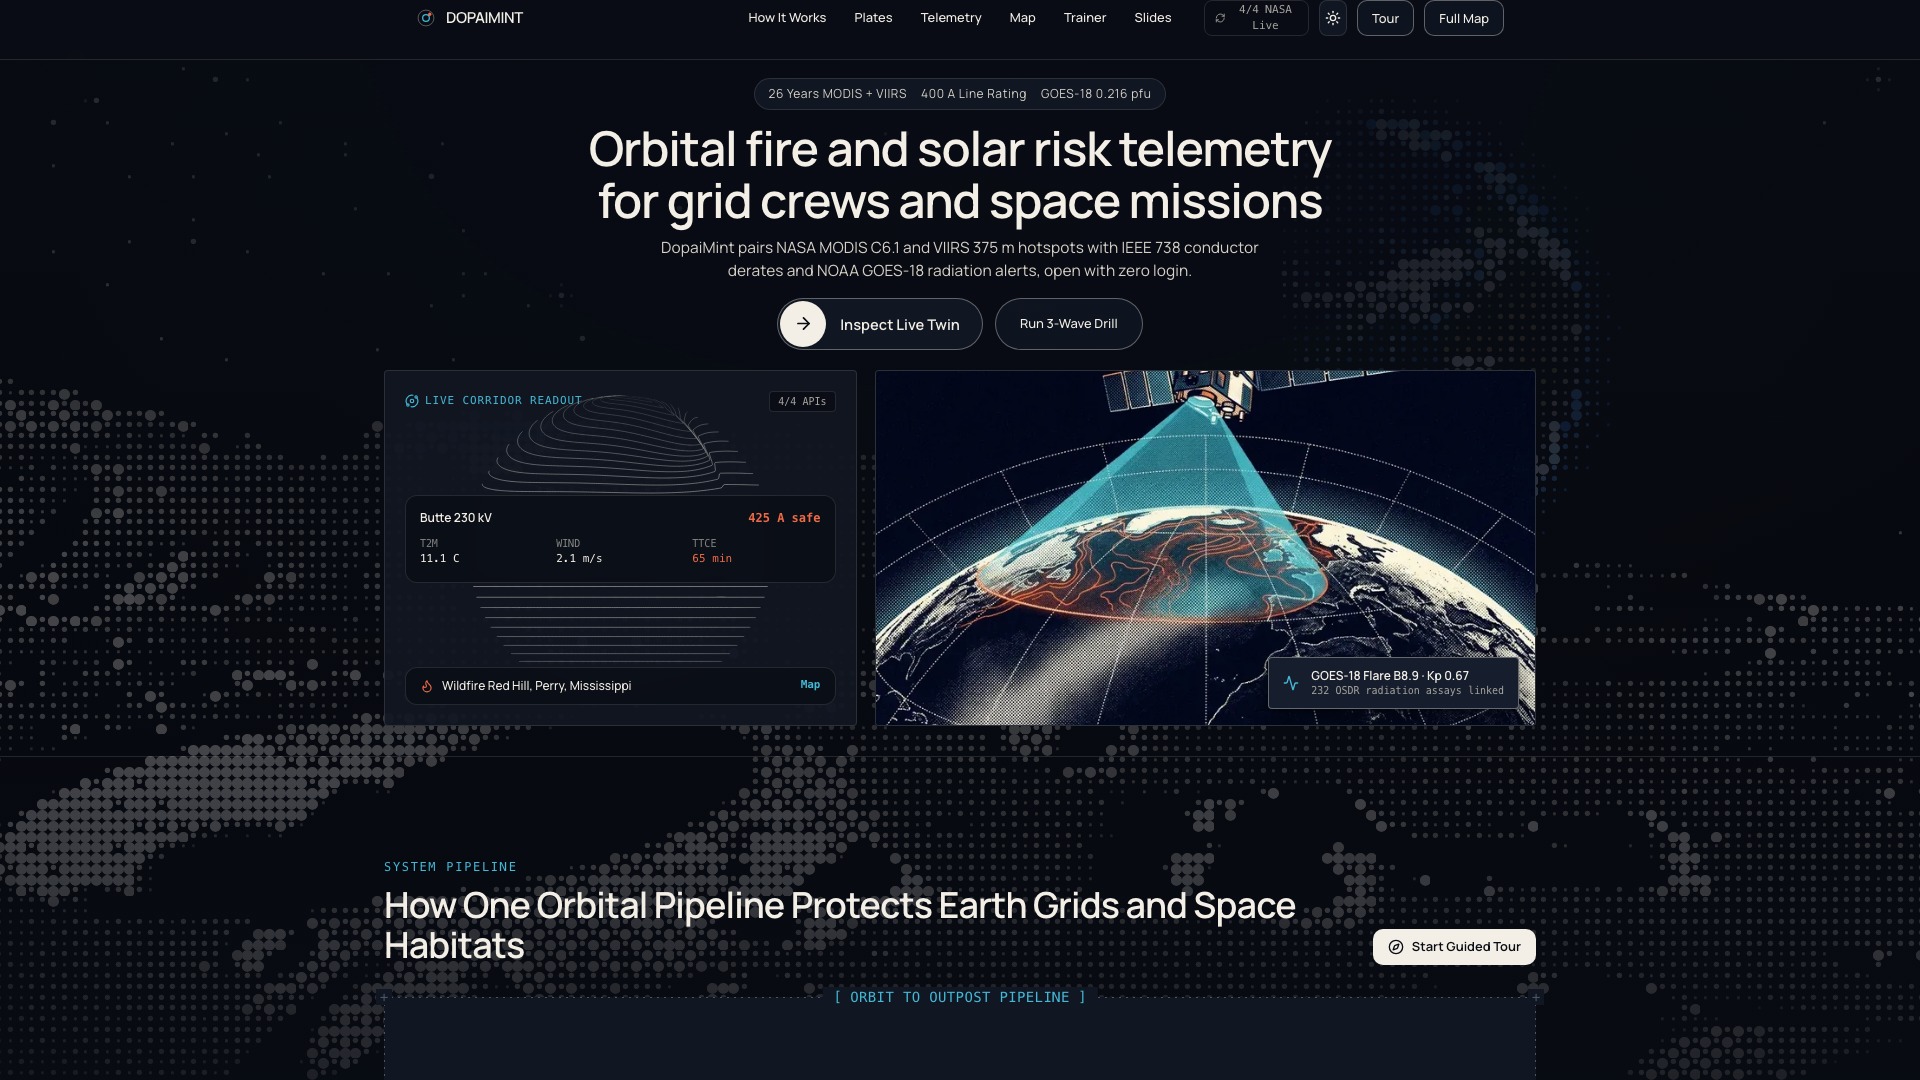 DOPAIMINT
How It Works
Plates
Telemetry
Map
Trainer
Slides
4/4 NASA
Live
Tour
Full Map
26 Years MODIS + VIIRS 400 A Line Rating GOES-18 0.216 pfu
Orbital fire and solar risk telemetry
for grid crews and space missions
DopaiMint pairs NASA MODIS C6.1 and VIIRS 375 m hotspots with IEEE 738 conductor
derates and NOAA GOES-18 radiation alerts, open with zero login.
Inspect Live Twin
Run 3-Wave Drill
LIVE CORRIDOR READOUT
4/4 APIs
Butte 230 kV
425 A safe
T2M
WIND
TTCE
11.1 C
2.1 m/s
65 min
Wildfire Red Hill, Perry, Mississippi
Map
GOES-18 Flare B8.9 · Kp 0.67
232 OSDR radiation assays linked
SYSTEM PIPELINE
How One Orbital Pipeline Protects Earth Grids and Space
Habitats
Start Guided Tour
[ ORBIT TO OUTPOST PIPELINE ]